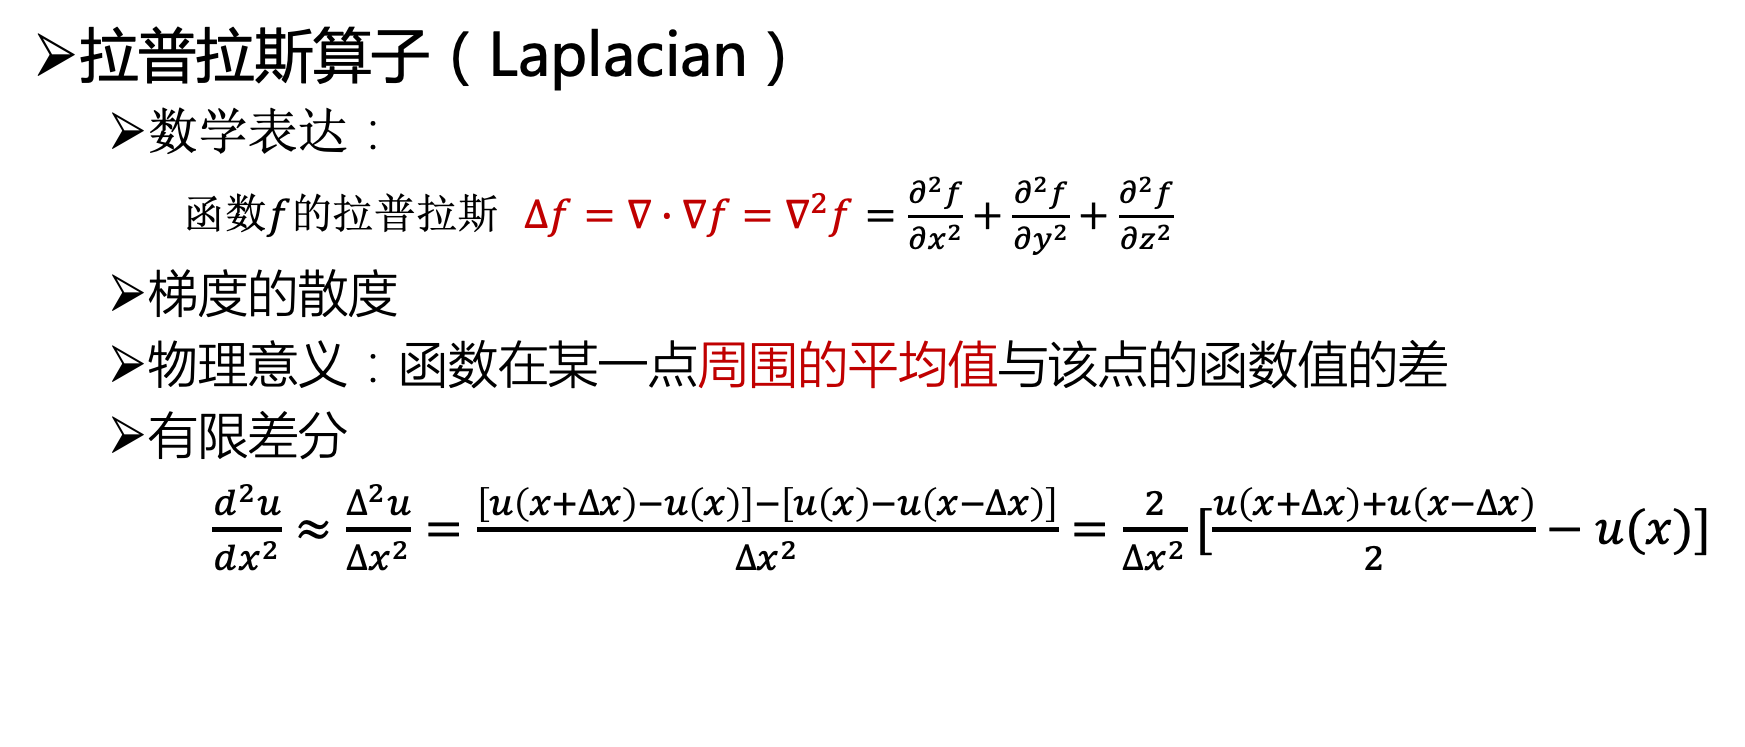 ➢拉普拉斯算子（Laplacian）
➢数学表达：
函数f的拉普拉斯 Δf = ∇ · ∇f = ∇²f = ∂²f/∂x² + ∂²f/∂y² + ∂²f/∂z²
➢梯度的散度
➢物理意义：函数在某一点周围的平均值与该点的函数值的差
➢有限差分
d²u/dx² ≈ Δ²u/Δx² = [u(x+Δx)−u(x)]−[u(x)−u(x−Δx)]/Δx² = 2/Δx² [u(x+Δx)+u(x−Δx)/2 − u(x)]